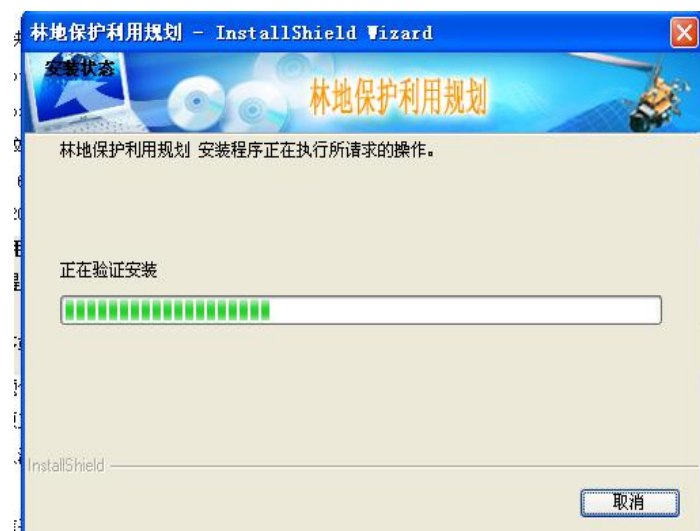 林地保护利用规划 - InstallShield Wizard
安装状态
林地保护利用规划
林地保护利用规划 安装程序正在执行所请求的操作。
正在验证安装
InstallShield
取消